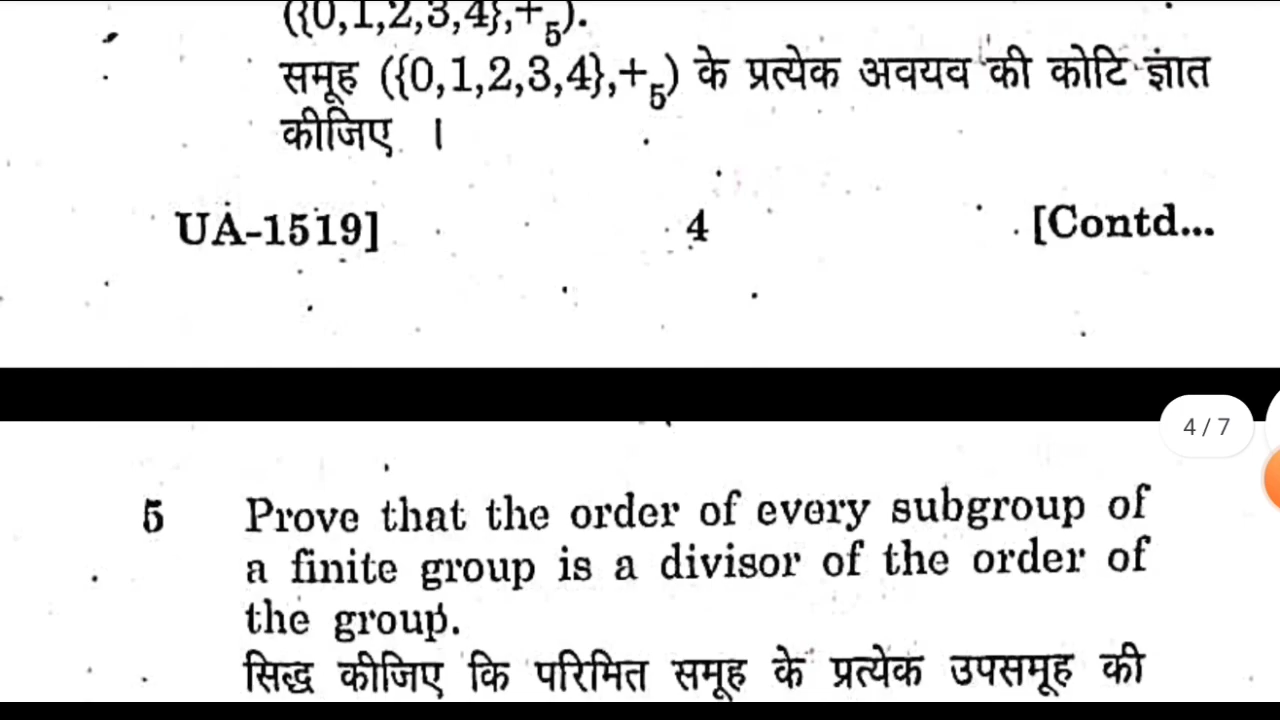 ({0,1,2,3,4},+₅).
समूह ({0,1,2,3,4},+₅) के प्रत्येक अवयव की कोटि ज्ञात
कीजिए ।
UA-1519] 4 [Contd...
4 / 7
5 Prove that the order of every subgroup of
a finite group is a divisor of the order of
the group.
सिद्ध कीजिए कि परिमित समूह के प्रत्येक उपसमूह की